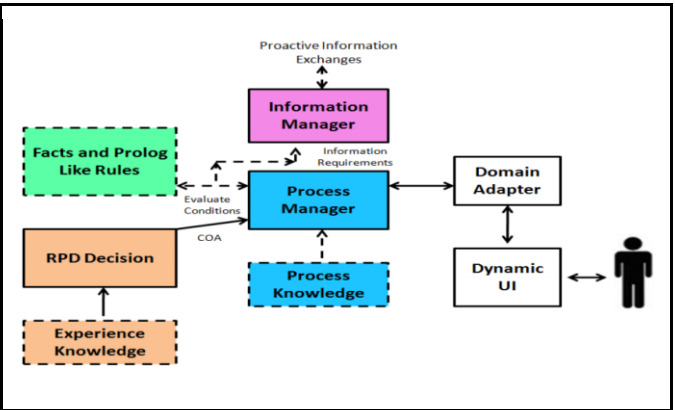 Proactive Information
Exchanges
Information
Manager
Facts and Prolog
Like Rules
Information
Requirements
Evaluate
Conditions
Process
Manager
Domain
Adapter
COA
RPD Decision
Process
Knowledge
Dynamic
UI
Experience
Knowledge